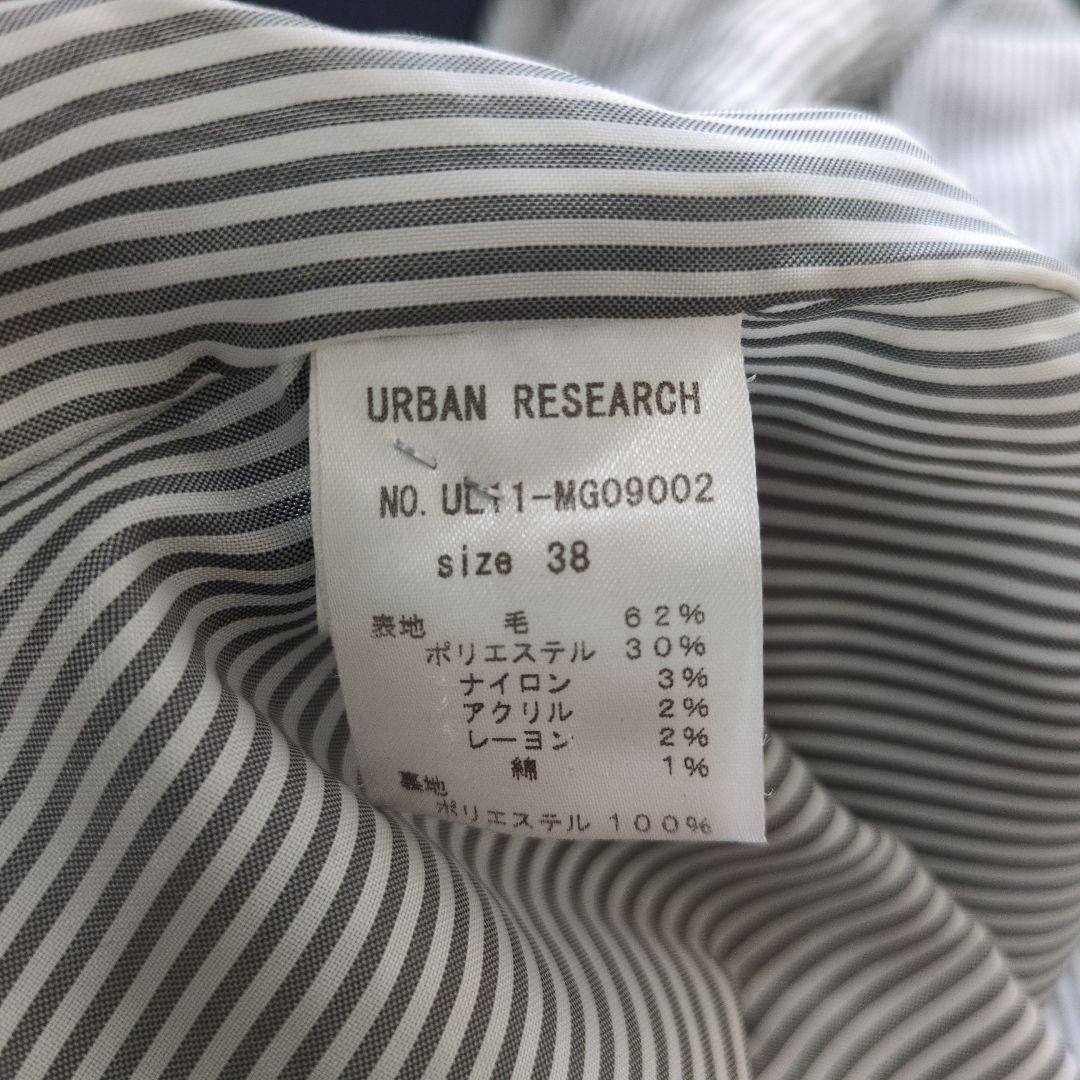 URBAN RESEARCH
NO. UL11-MG09002
size 38
表地 毛 62%
ポリエステル 30%
ナイロン 3%
アクリル 2%
レーヨン 2%
綿 1%
裏地
ポリエステル 100%